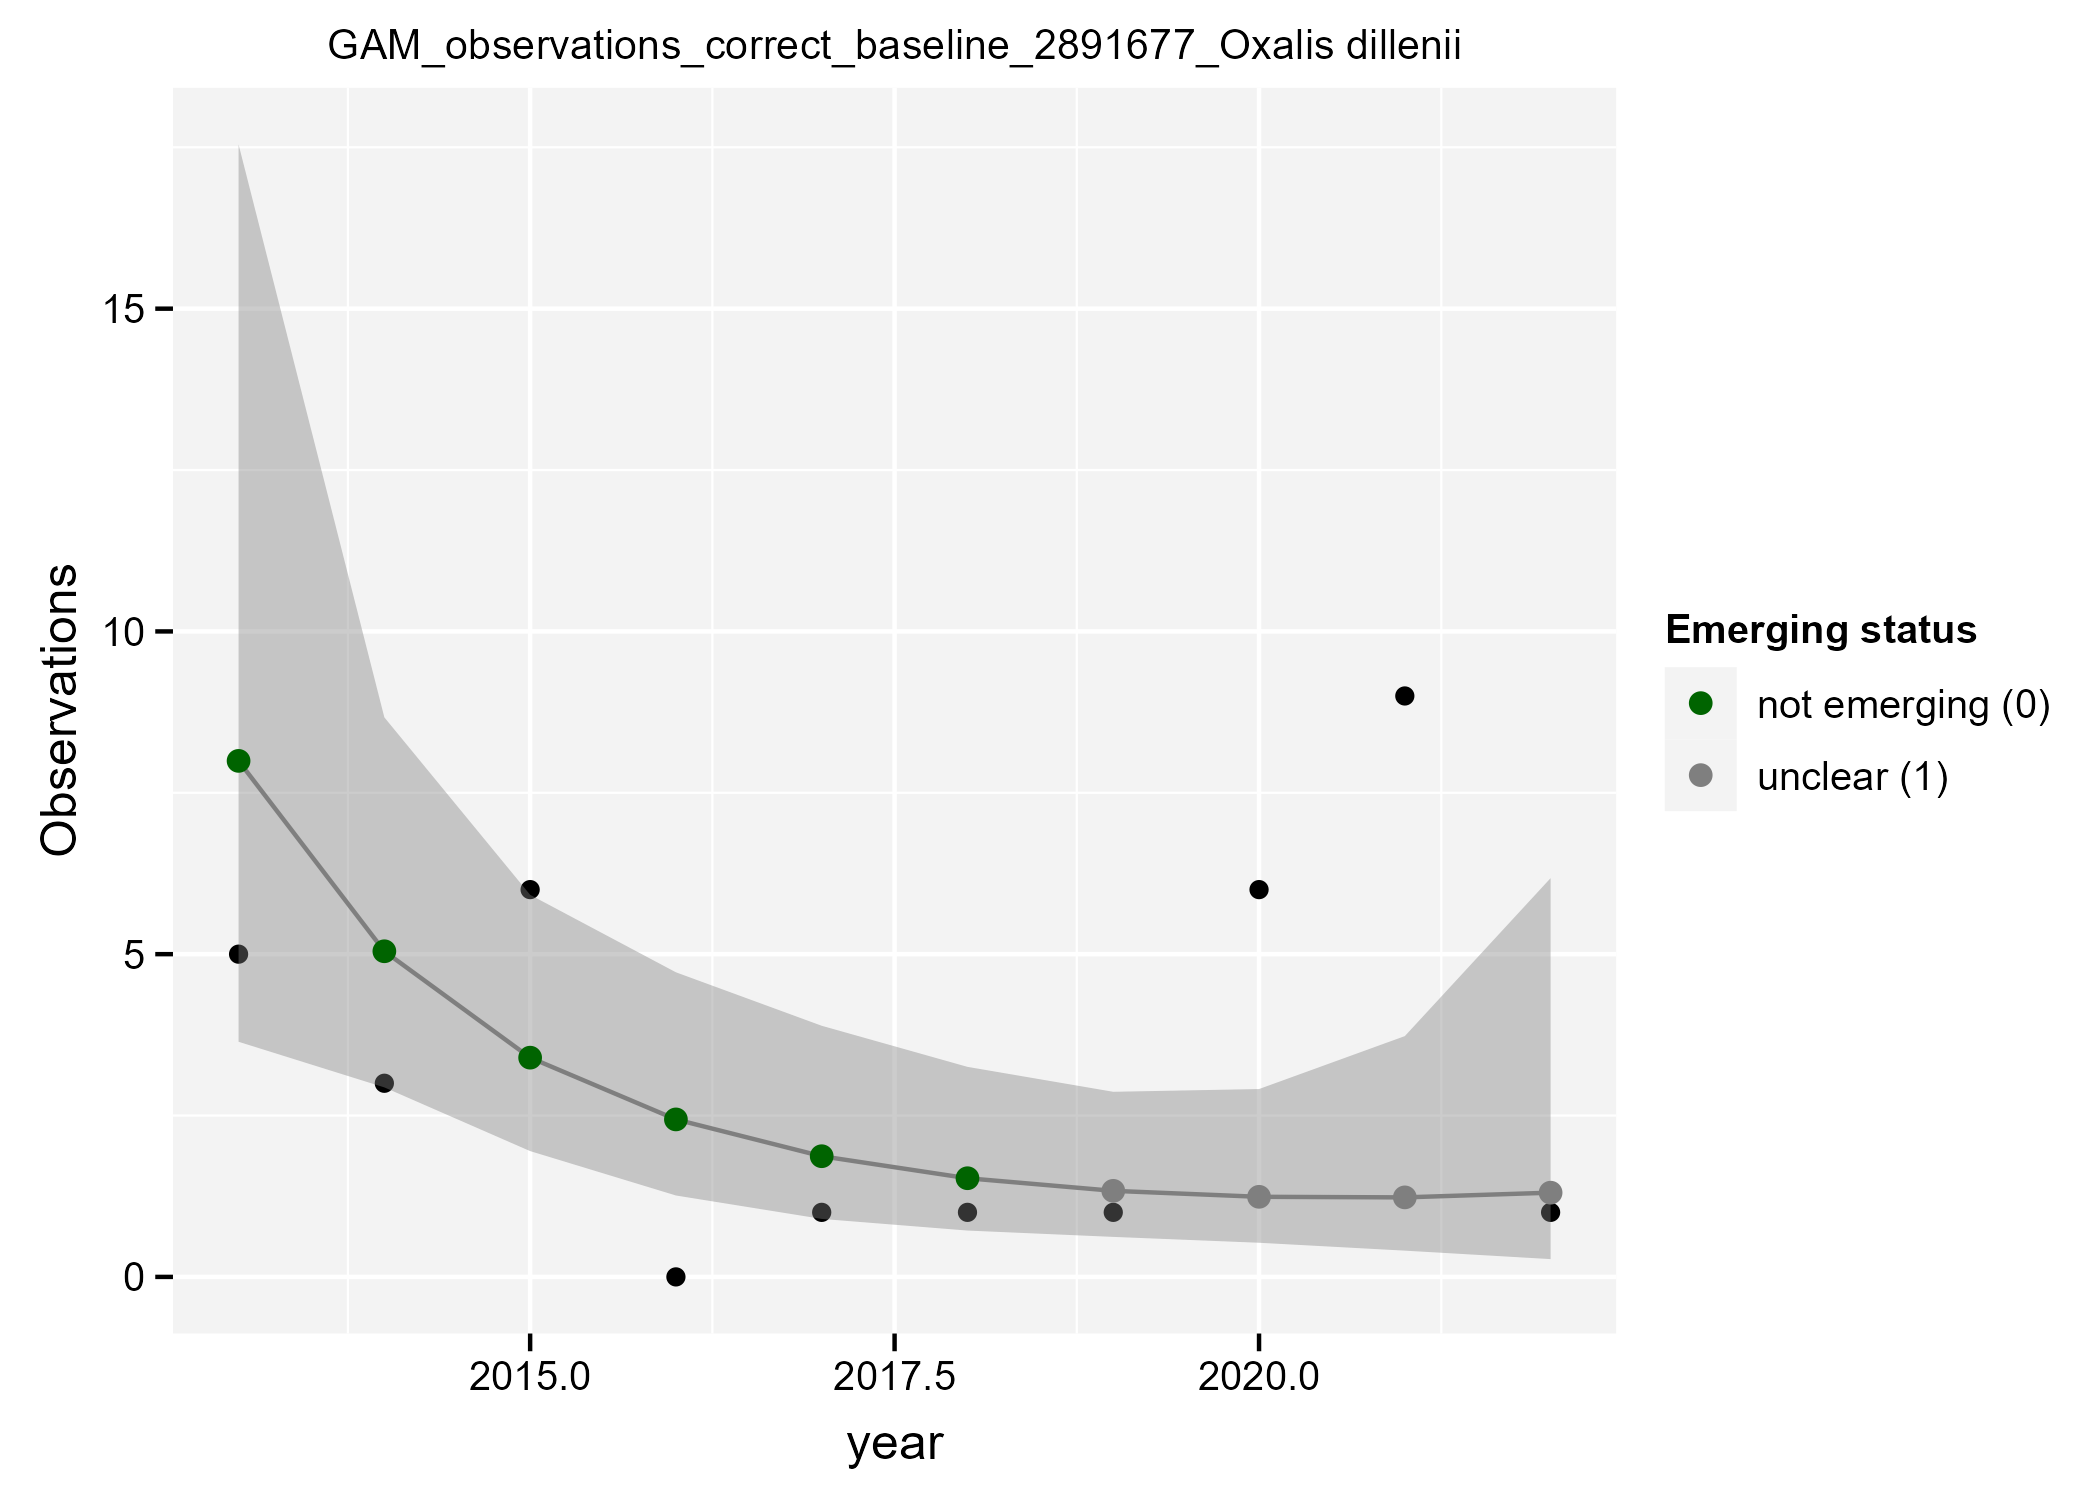 GAM_observations_correct_baseline_2891677_Oxalis dillenii
Observations
15
10
5
0
2015.0 2017.5 2020.0
year
Emerging status
not emerging (0)
unclear (1)